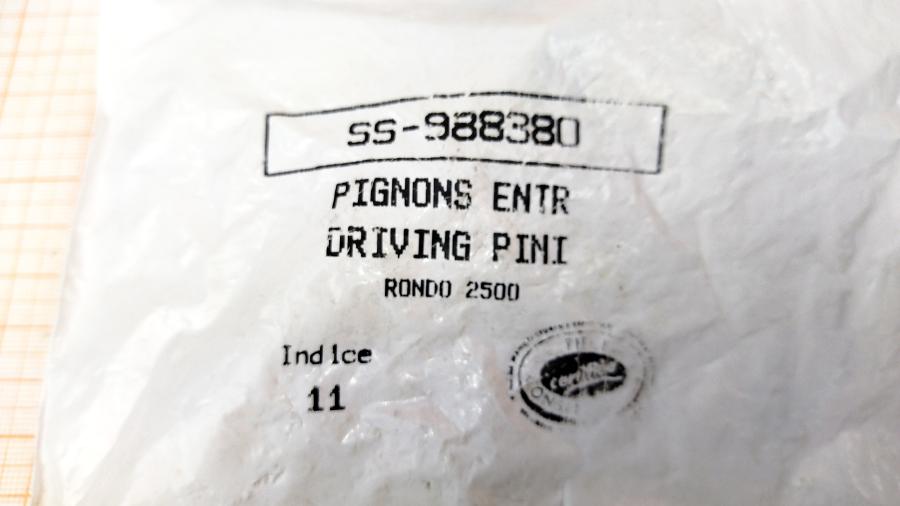 SS-988380
PIGNONS ENTR
DRIVING PINI
RONDO 2500
Indice
11